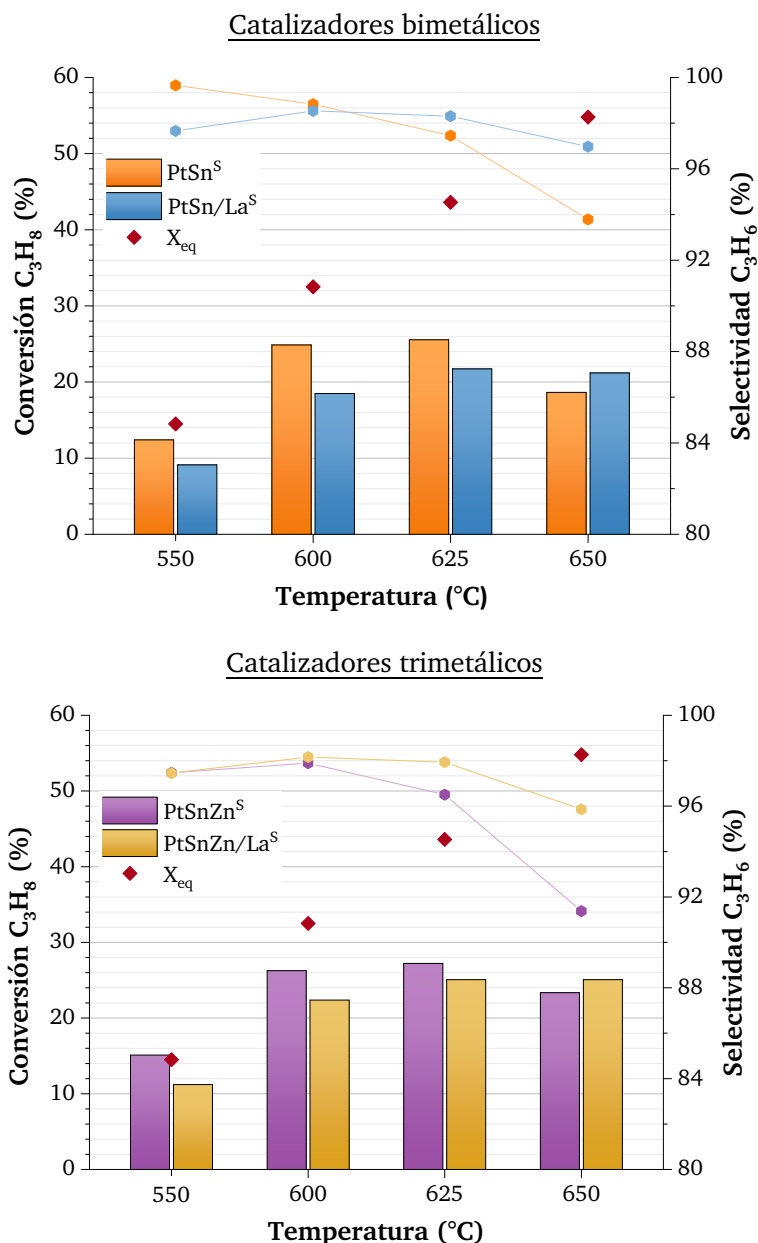 Catalizadores bimetálicos
60
50
40
30
20
10
0
Conversión C₃H₈ (%)
PtSnˢ
PtSn/Laˢ
X_eq
100
96
92
88
84
80
Selectividad C₃H₆ (%)
550 600 625 650
Temperatura (°C)
Catalizadores trimetálicos
60
50
40
30
20
10
0
Conversión C₃H₈ (%)
PtSnZnˢ
PtSnZn/Laˢ
X_eq
100
96
92
88
84
80
Selectividad C₃H₆ (%)
550 600 625 650
Temperatura (°C)